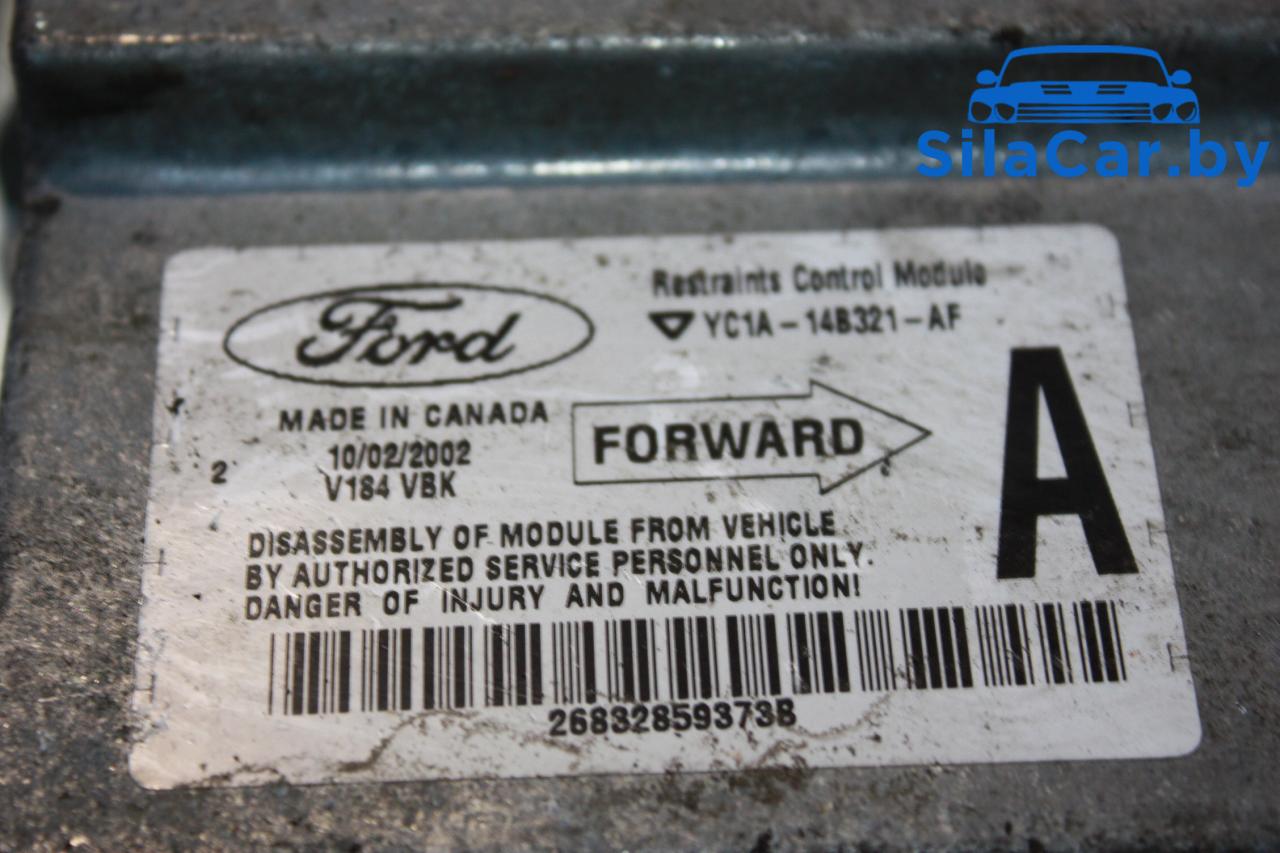 SilaCar.by
Ford
Restraints Control Module
YC1A-14B321-AF
MADE IN CANADA
10/02/2002
2
V184 VBK
FORWARD
A
DISASSEMBLY OF MODULE FROM VEHICLE
BY AUTHORIZED SERVICE PERSONNEL ONLY.
DANGER OF INJURY AND MALFUNCTION!
26832859373B